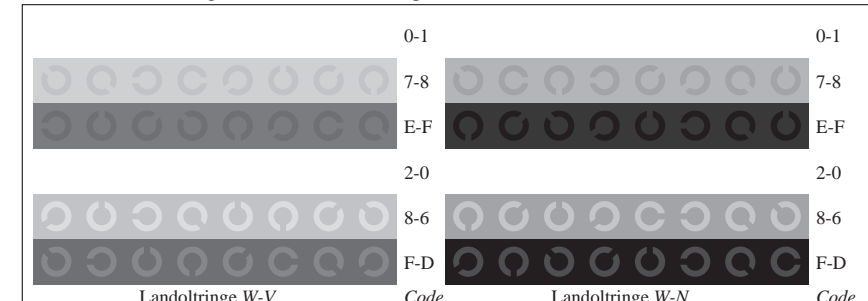 0-1 0-1
7-8 7-8
E-F E-F
2-0 2-0
8-6 8-6
F-D F-D
Landoltringe W-V Code Landoltringe W-N Code